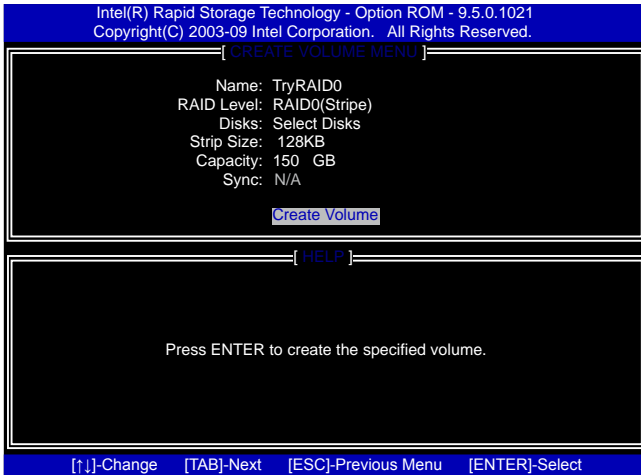 Intel(R) Rapid Storage Technology - Option ROM - 9.5.0.1021
Copyright(C) 2003-09 Intel Corporation. All Rights Reserved.
[ CREATE VOLUME MENU ]
Name: TryRAID0
RAID Level: RAID0(Stripe)
Disks: Select Disks
Strip Size: 128KB
Capacity: 150 GB
Sync: N/A
Create Volume
[ HELP ]
Press ENTER to create the specified volume.
[↑↓]-Change [TAB]-Next [ESC]-Previous Menu [ENTER]-Select